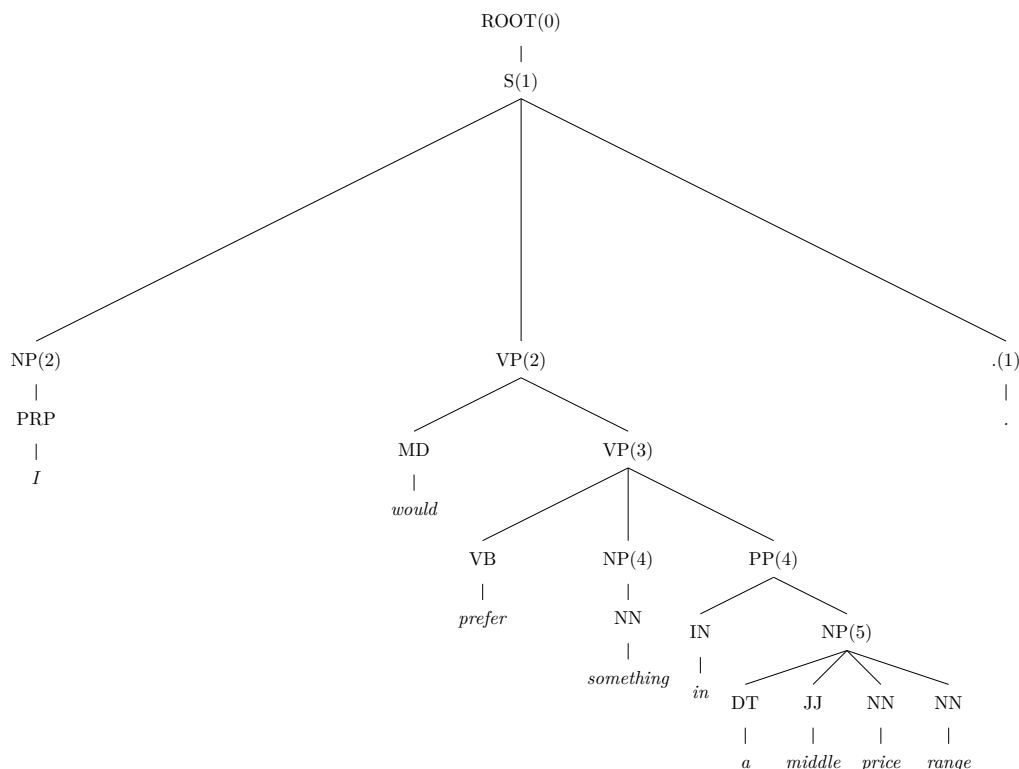 ROOT(0)
S(1)
NP(2) VP(2) .(1)
PRP .
I
MD VP(3)
would
VB NP(4) PP(4)
prefer NN IN NP(5)
something in
DT JJ NN NN
a middle price range